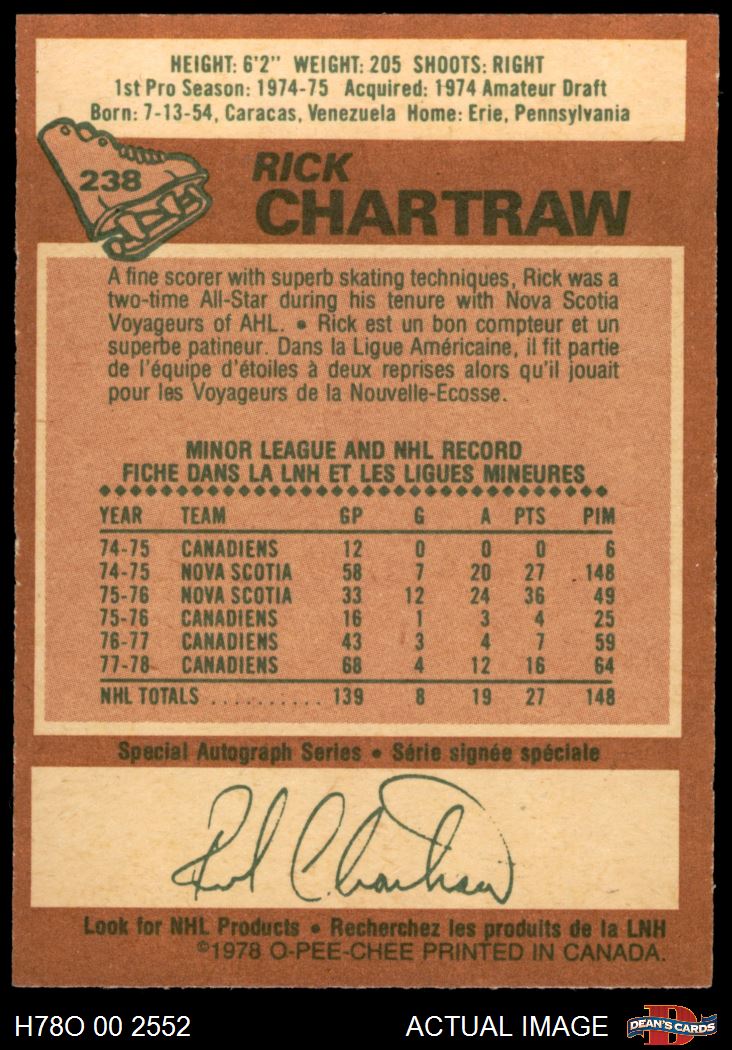 HEIGHT: 6'2" WEIGHT: 205 SHOOTS: RIGHT
1st Pro Season: 1974-75 Acquired: 1974 Amateur Draft
Born: 7-13-54, Caracas, Venezuela Home: Erie, Pennsylvania
238
RICK
CHARTRAW
A fine scorer with superb skating techniques, Rick was a
two-time All-Star during his tenure with Nova Scotia
Voyageurs of AHL. • Rick est un bon compteur et un
superbe patineur. Dans la Ligue Américaine, il fit partie
de l'équipe d'étoiles à deux reprises alors qu'il jouait
pour les Voyageurs de la Nouvelle-Ecosse.
MINOR LEAGUE AND NHL RECORD
FICHE DANS LA LNH ET LES LIGUES MINEURES
YEAR TEAM GP G A PTS PIM
74-75 CANADIENS 12 0 0 0 6
74-75 NOVA SCOTIA 58 7 20 27 148
75-76 NOVA SCOTIA 33 12 24 36 49
75-76 CANADIENS 16 1 3 4 25
76-77 CANADIENS 43 3 4 7 59
77-78 CANADIENS 68 4 12 16 64
NHL TOTALS .......... 139 8 19 27 148
Special Autograph Series • Série signée spéciale
Rick Chartraw
Look for NHL Products • Recherchez les produits de la LNH
©1978 O-PEE-CHEE PRINTED IN CANADA.
H78O 00 2552 ACTUAL IMAGE DEAN'S CARDS